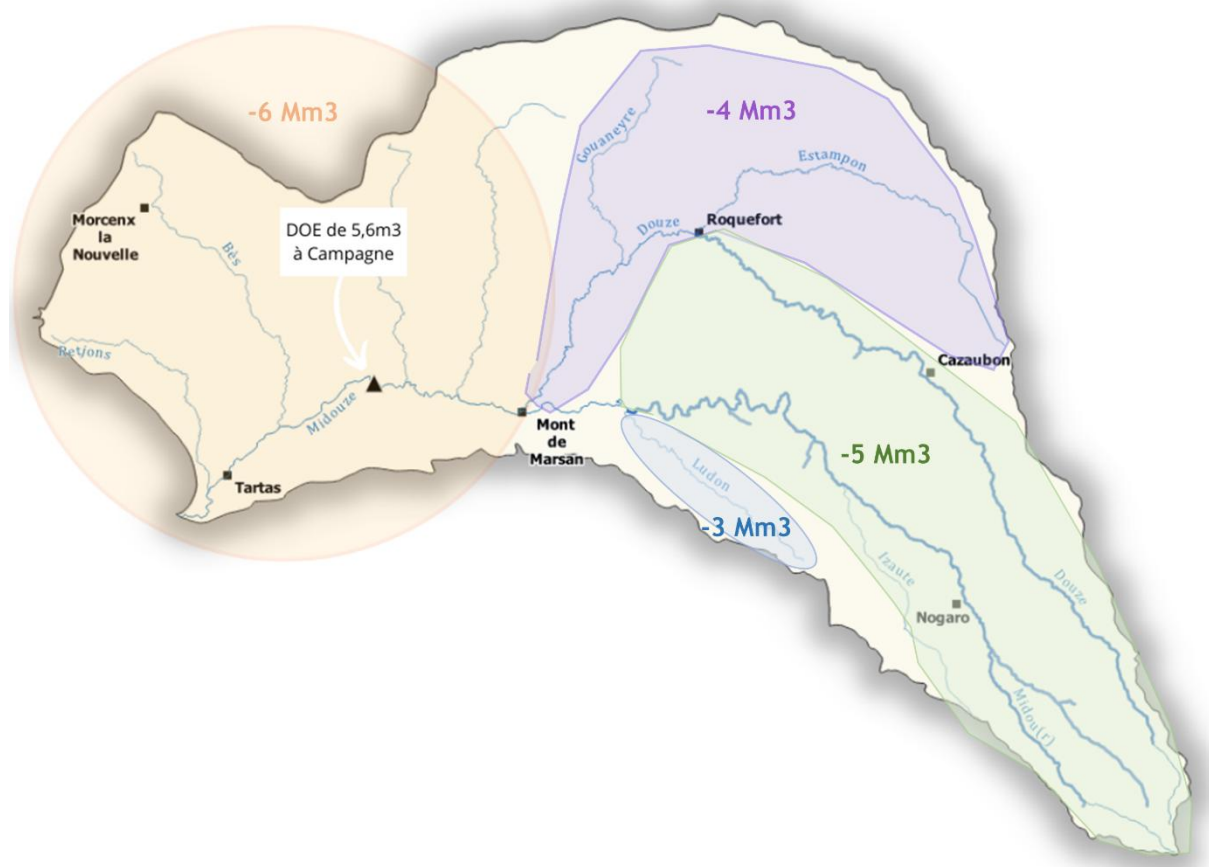 -6 Mm3
-4 Mm3
Gouaneyre
Estampon
Morcenx
la
Nouvelle
DOE de 5,6m3
à Campagne
Roquefort
Douze
Bès
Retjons
Cazaubon
Midouze
Mont
de
Marsan
-5 Mm3
Ludon
Tartas
-3 Mm3
Izaute
Douze
Nogaro
Midou(r)